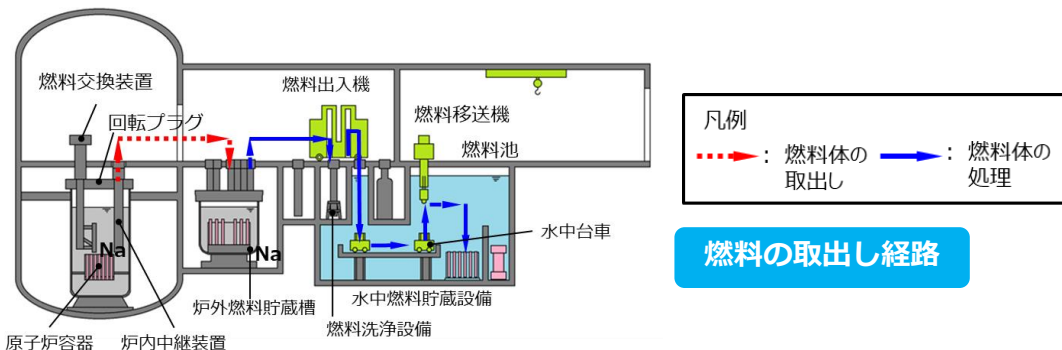 燃料交換装置
回転プラグ
燃料出入機
燃料移送機
燃料池
Na
Na
水中台車
炉外燃料貯蔵槽
水中燃料貯蔵設備
燃料洗浄設備
原子炉容器
炉内中継装置
凡例
： 燃料体の
取出し
： 燃料体の
処理
燃料の取出し経路